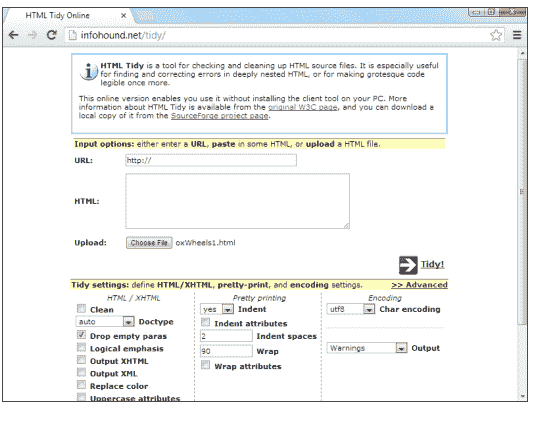 HTML Tidy Online
infohound.net/tidy/
HTML Tidy is a tool for checking and cleaning up HTML source files. It is especially useful
for finding and correcting errors in deeply nested HTML, or for making grotesque code
legible once more.
This online version enables you use it without installing the client tool on your PC. More
information about HTML Tidy is available from the original W3C page, and you can download a
local copy of it from the SourceForge project page.
Input options: either enter a URL, paste in some HTML, or upload a HTML file.
URL: http://
HTML:
Upload: Choose File oxWheels1.html
Tidy!
Tidy settings: define HTML/XHTML, pretty-print, and encoding settings. >> Advanced
HTML / XHTML Pretty printing Encoding
Clean yes Indent utf8 Char encoding
auto Doctype Indent attributes
Drop empty paras 2 Indent spaces
Logical emphasis 90 Wrap Warnings Output
Output XHTML Wrap attributes
Output XML
Replace color
Uppercase attributes